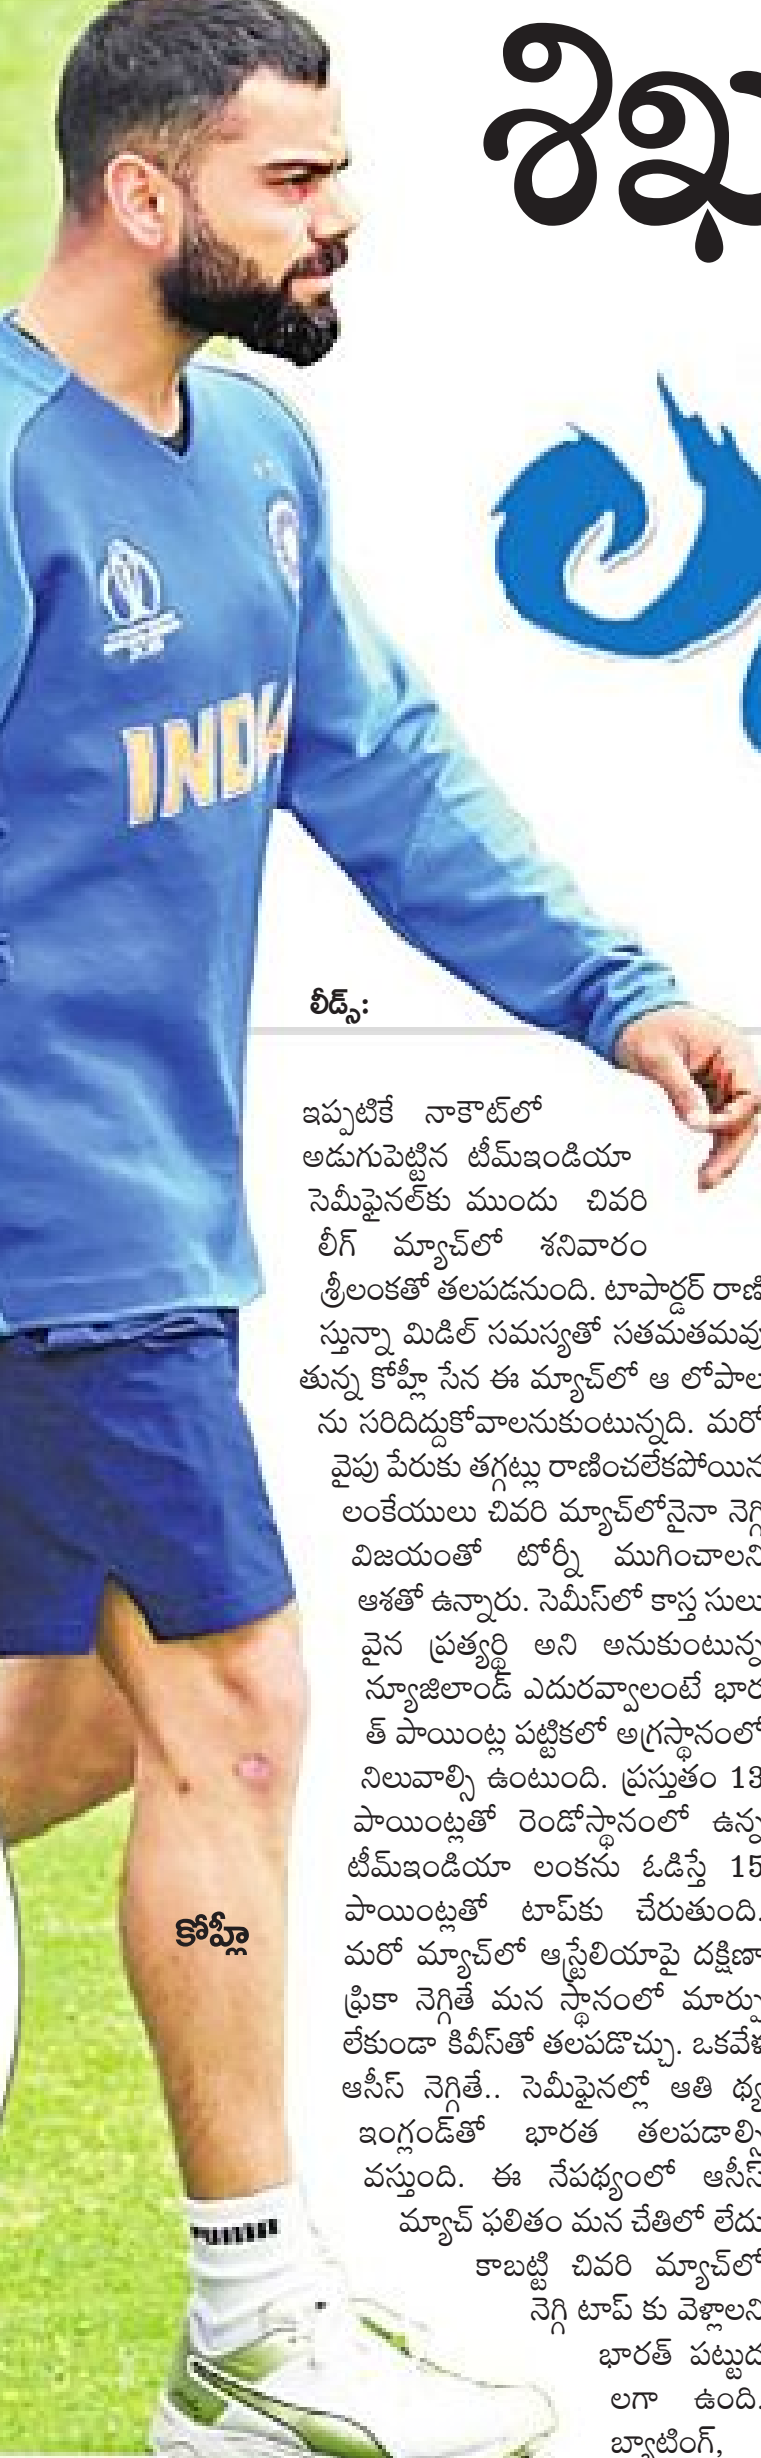 శిఖ
INDIA
లీడ్స్:
ఇప్పటికే నాకౌట్‌లో
అడుగుపెట్టిన టీమ్ఇండియా
సెమీఫైనల్‌కు ముందు చివరి
లీగ్ మ్యాచ్‌లో శనివారం
శ్రీలంకతో తలపడనుంది. టాపార్డర్ రాణి
స్తున్నా మిడిల్ సమస్యతో సతమతమవు
తున్న కోహ్లీ సేన ఈ మ్యాచ్‌లో ఆ లోపాల
ను సరిదిద్దుకోవాలనుకుంటున్నది. మరో
వైపు పేరుకు తగ్గట్లు రాణించలేకపోయిన
లంకేయులు చివరి మ్యాచ్‌లోనైనా నెగ్గి
విజయంతో టోర్నీ ముగించాలని
ఆశతో ఉన్నారు. సెమీస్‌లో కాస్త సులు
వైన ప్రత్యర్థి అని అనుకుంటున్న
న్యూజిలాండ్ ఎదురవ్వాలంటే భార
త్ పాయింట్ల పట్టికలో అగ్రస్థానంలో
నిలువాల్సి ఉంటుంది. ప్రస్తుతం 13
పాయింట్లతో రెండోస్థానంలో ఉన్న
టీమ్ఇండియా లంకను ఓడిస్తే 15
పాయింట్లతో టాప్‌కు చేరుతుంది.
మరో మ్యాచ్‌లో ఆస్ట్రేలియాపై దక్షిణా
ఫ్రికా నెగ్గితే మన స్థానంలో మార్పు
లేకుండా కివీస్‌తో తలపడొచ్చు. ఒకవేళ
ఆసీస్ నెగ్గితే.. సెమీఫైనల్లో ఆతి థ్య
ఇంగ్లండ్‌తో భారత తలపడాల్సి
వస్తుంది. ఈ నేపథ్యంలో ఆసీస్
మ్యాచ్ ఫలితం మన చేతిలో లేదు
కాబట్టి చివరి మ్యాచ్‌లో
నెగ్గి టాప్ కు వెళ్లాలని
భారత్ పట్టుద
లగా ఉంది.
బ్యాటింగ్,
కోహ్లీ
PUMA